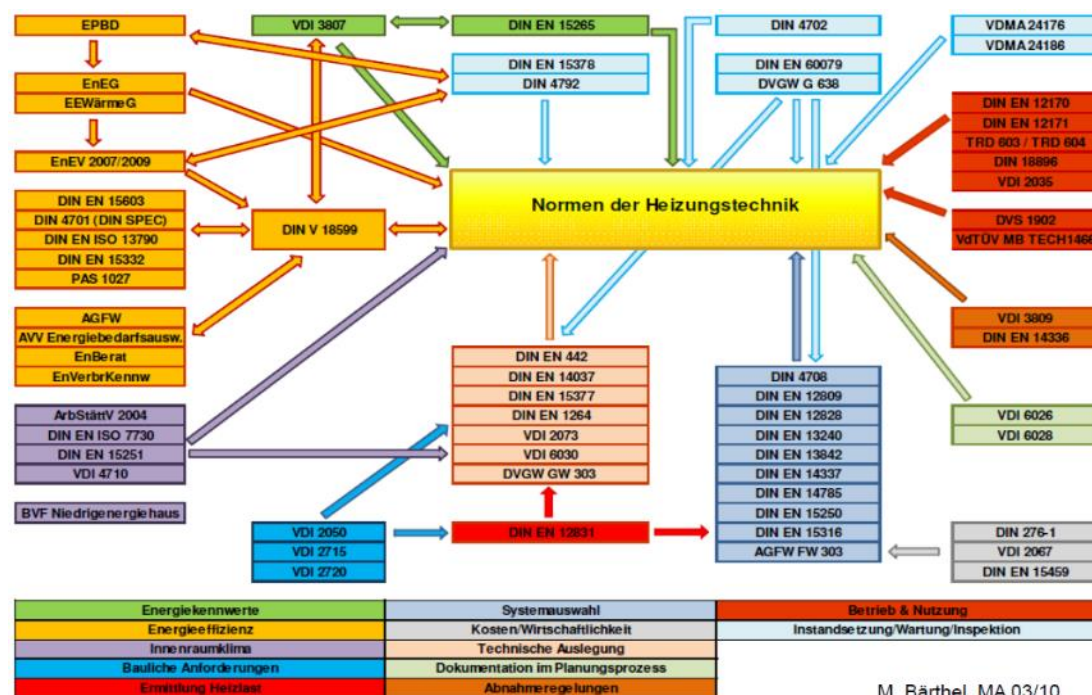 EPBD
EnEG
EEWärmeG
EnEV 2007/2009
DIN EN 15603
DIN 4701 (DIN SPEC)
DIN EN ISO 13790
DIN EN 15332
PAS 1027
AGFW
AVV Energiebedarfsausw.
EnBerat
EnVerbrKennw
ArbStättV 2004
DIN EN ISO 7730
DIN EN 15251
VDI 4710
BVF Niedrigenergiehaus
VDI 3807
DIN V 18599
VDI 2050
VDI 2715
VDI 2720
DIN EN 15265
DIN EN 15378
DIN 4792
Normen der Heizungstechnik
DIN EN 442
DIN EN 14037
DIN EN 15377
DIN EN 1264
VDI 2073
VDI 6030
DVGW GW 303
DIN EN 12831
DIN 4702
DIN EN 60079
DVGW G 638
DIN 4708
DIN EN 12809
DIN EN 12828
DIN EN 13240
DIN EN 13842
DIN EN 14337
DIN EN 14785
DIN EN 15250
DIN EN 15316
AGFW FW 303
VDMA 24176
VDMA 24186
DIN EN 12170
DIN EN 12171
TRD 603 / TRD 604
DIN 18896
VDI 2035
DVS 1902
VdTÜV MB TECH1466
VDI 3809
DIN EN 14336
VDI 6026
VDI 6028
DIN 276-1
VDI 2067
DIN EN 15459
Energiekennwerte
Systemauswahl
Betrieb & Nutzung
Energieeffizienz
Kosten/Wirtschaftlichkeit
Instandsetzung/Wartung/Inspektion
Innenraumklima
Technische Auslegung
Bauliche Anforderungen
Dokumentation im Planungsprozess
Ermittlung Heizlast
Abnahmeregelungen
M. Bärthel, MA 03/10